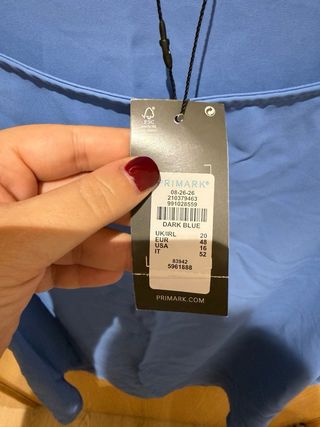 FSC
PRIMARK®
08-26-26
210379463
991028559
DARK BLUE
UK/IRL 20
EUR 48
USA 16
IT 52
83942
5961888
PRIMARK.COM